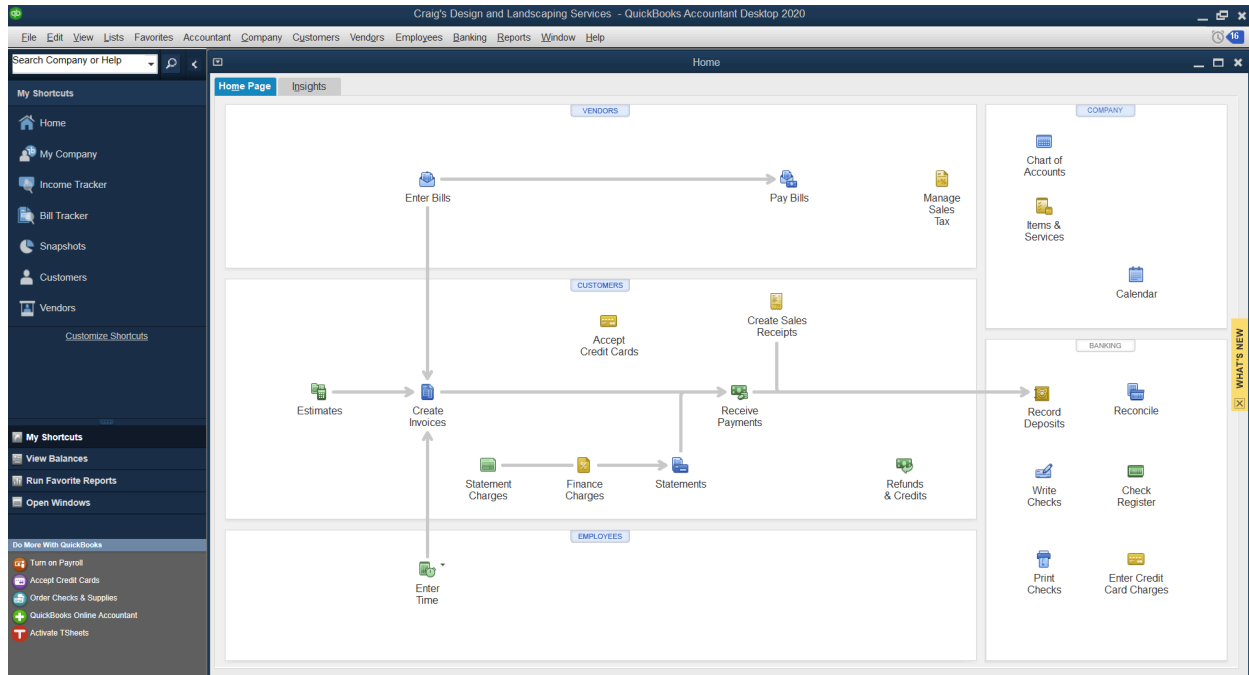 qb
Craig's Design and Landscaping Services - QuickBooks Accountant Desktop 2020
File Edit View Lists Favorites Accountant Company Customers Vendors Employees Banking Reports Window Help
16
Search Company or Help
Home
Home Page Insights
My Shortcuts
Home
My Company
Income Tracker
Bill Tracker
Snapshots
Customers
Vendors
Customize Shortcuts
My Shortcuts
View Balances
Run Favorite Reports
Open Windows
Do More With QuickBooks
Turn on Payroll
Accept Credit Cards
Order Checks & Supplies
QuickBooks Online Accountant
Activate TSheets
VENDORS
Enter Bills
Pay Bills
Manage
Sales
Tax
CUSTOMERS
Accept
Credit Cards
Create Sales
Receipts
Estimates
Create
Invoices
Receive
Payments
Statement
Charges
Finance
Charges
Statements
Refunds
& Credits
EMPLOYEES
Enter
Time
COMPANY
Chart of
Accounts
Items &
Services
Calendar
BANKING
Record
Deposits
Reconcile
Write
Checks
Check
Register
Print
Checks
Enter Credit
Card Charges
WHAT'S NEW